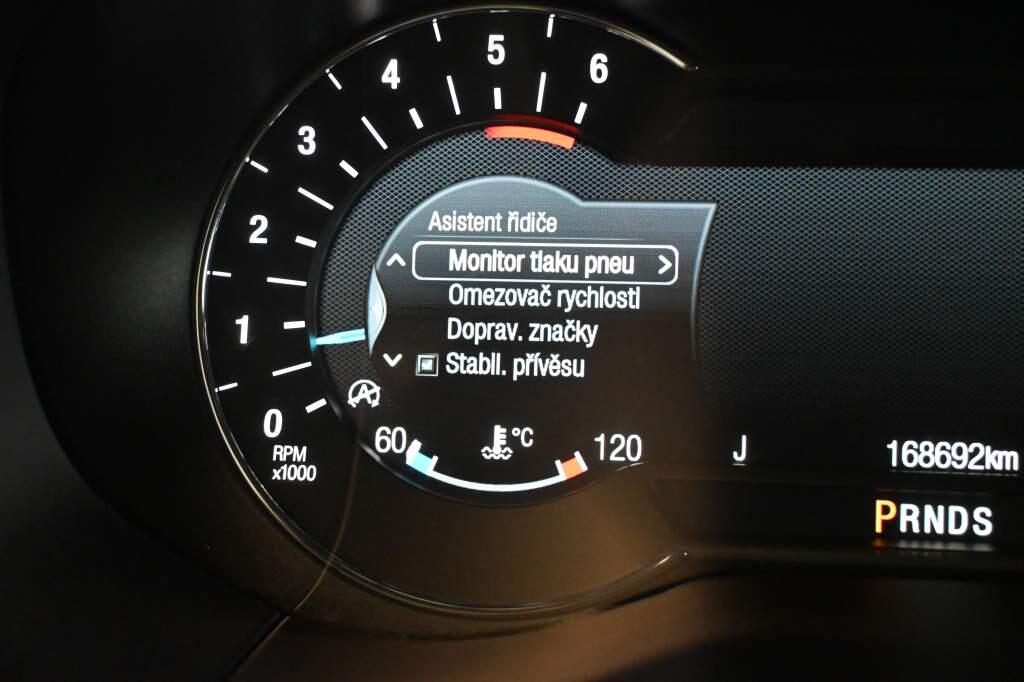 6
5
4
3
2
1
0
RPM
x1000
Asistent řidiče
Monitor tlaku pneu
Omezovač rychlosti
Doprav. značky
Stabil. přívěsu
A
60 °C 120
J 168692km
PRNDS